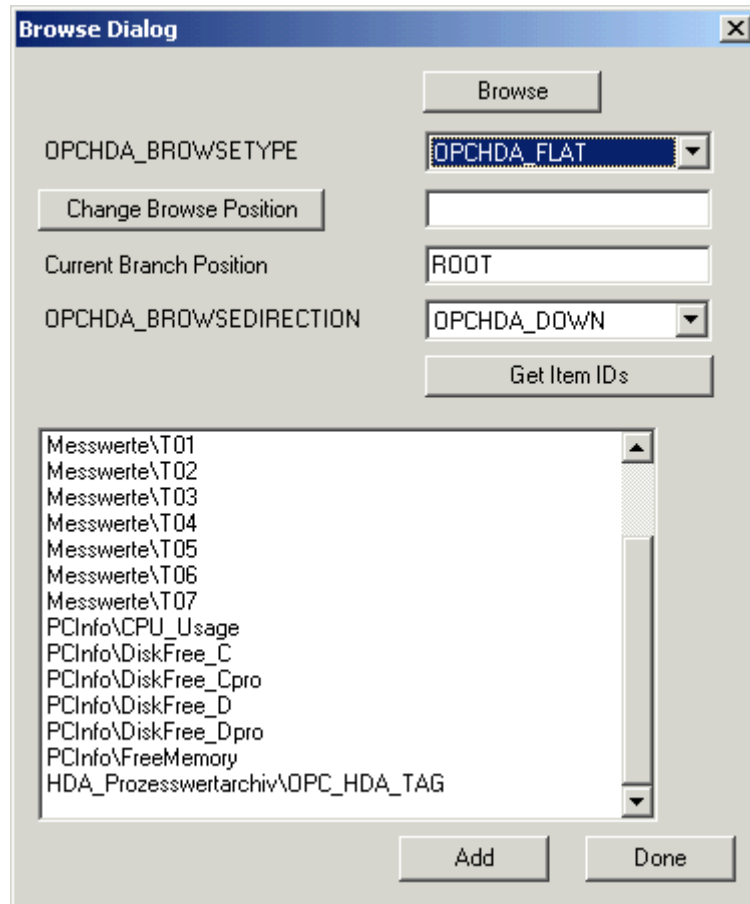 Browse Dialog
Browse
OPCHDA_BROWSETYPE OPCHDA_FLAT
Change Browse Position
Current Branch Position ROOT
OPCHDA_BROWSEDIRECTION OPCHDA_DOWN
Get Item IDs
Messwerte\T01
Messwerte\T02
Messwerte\T03
Messwerte\T04
Messwerte\T05
Messwerte\T06
Messwerte\T07
PCInfo\CPU_Usage
PCInfo\DiskFree_C
PCInfo\DiskFree_Cpro
PCInfo\DiskFree_D
PCInfo\DiskFree_Dpro
PCInfo\FreeMemory
HDA_Prozesswertarchiv\OPC_HDA_TAG
Add Done